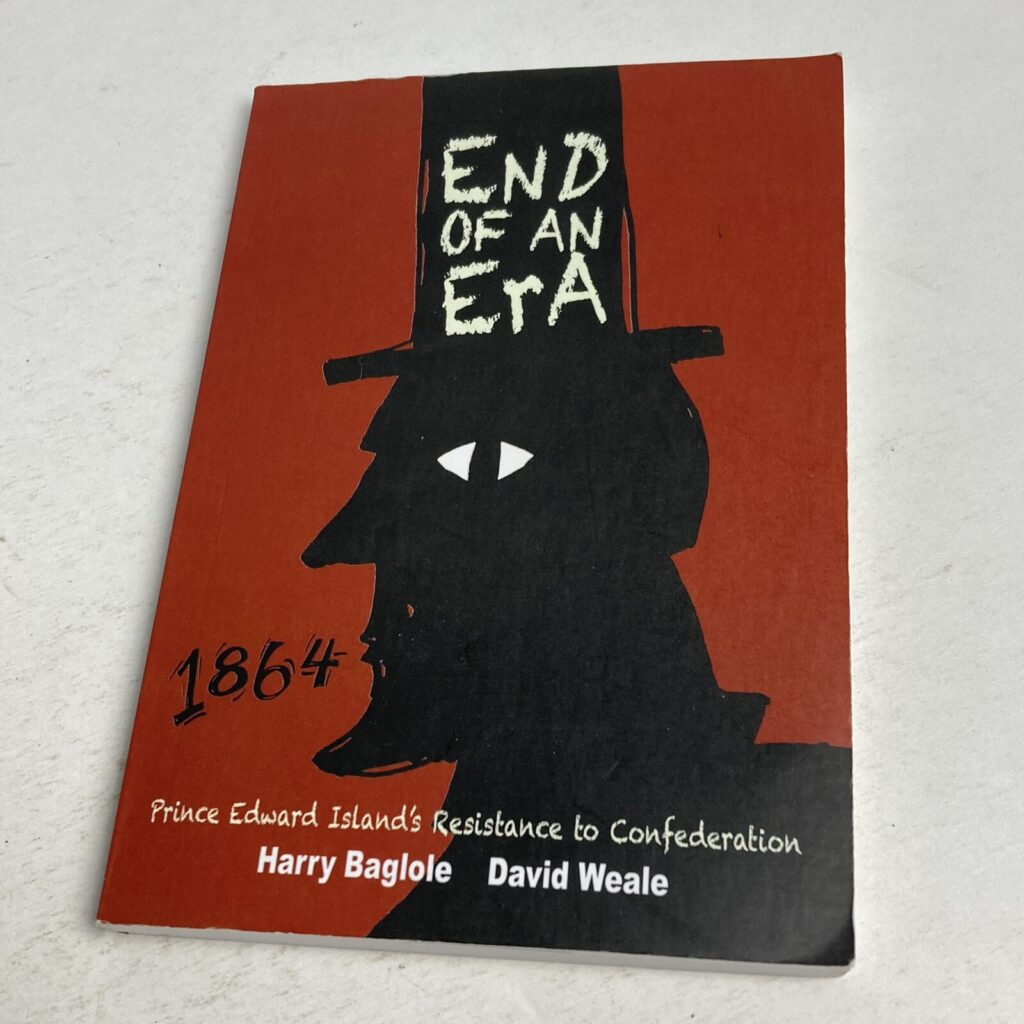 END
OF AN
ErA
1864
Prince Edward Island's Resistance to Confederation
Harry Baglole David Weale